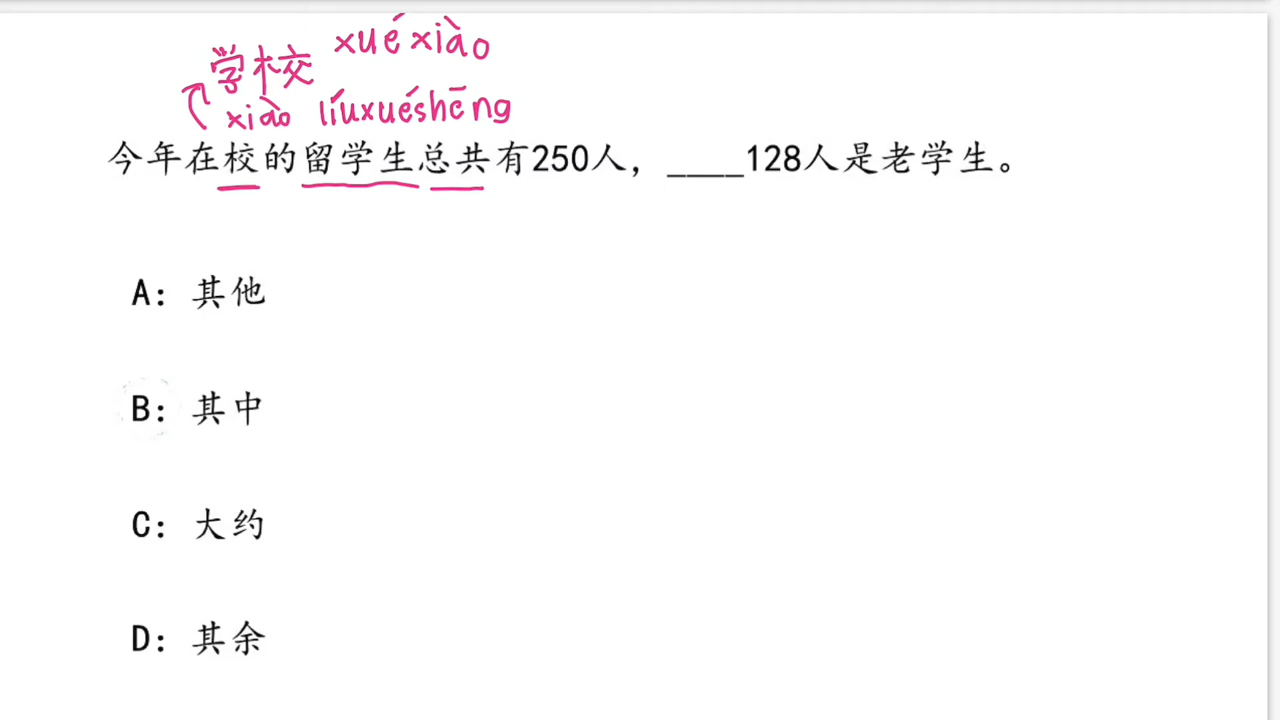 学校 xuéxiào
xiào líuxuéshēng
今年在校的留学生总共有250人，____128人是老学生。
A：其他
B：其中
C：大约
D：其余